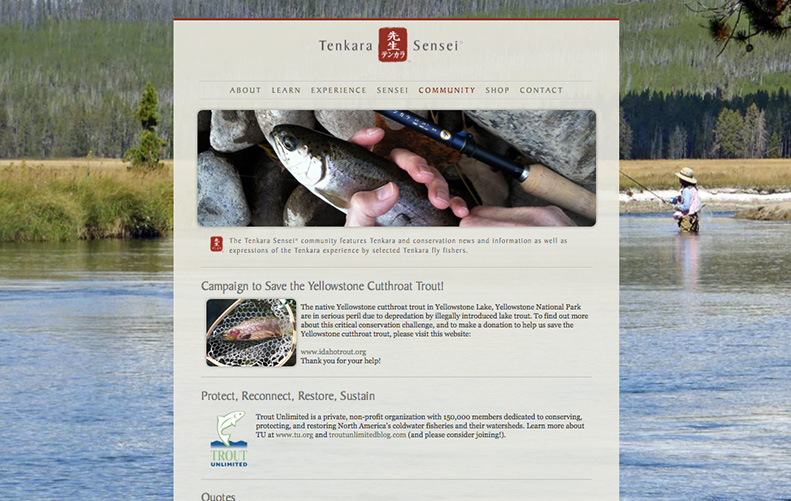 Tenkara 先生 テンカラ Sensei
ABOUT LEARN EXPERIENCE SENSEI COMMUNITY SHOP CONTACT
The Tenkara Sensei® community features Tenkara and conservation news and information as well as
expressions of the Tenkara experience by selected Tenkara fly fishers.
Campaign to Save the Yellowstone Cutthroat Trout!
The native Yellowstone cutthroat trout in Yellowstone Lake, Yellowstone National Park
are in serious peril due to depredation by illegally introduced lake trout. To find out more
about this critical conservation challenge, and to make a donation to help us save the
Yellowstone cutthroat trout, please visit this website:
www.idahotrout.org
Thank you for your help!
Protect, Reconnect, Restore, Sustain
TROUT
UNLIMITED
Trout Unlimited is a private, non-profit organization with 150,000 members dedicated to conserving,
protecting, and restoring North America's coldwater fisheries and their watersheds. Learn more about
TU at www.tu.org and troutunlimitedblog.com (and please consider joining!).
Quotes